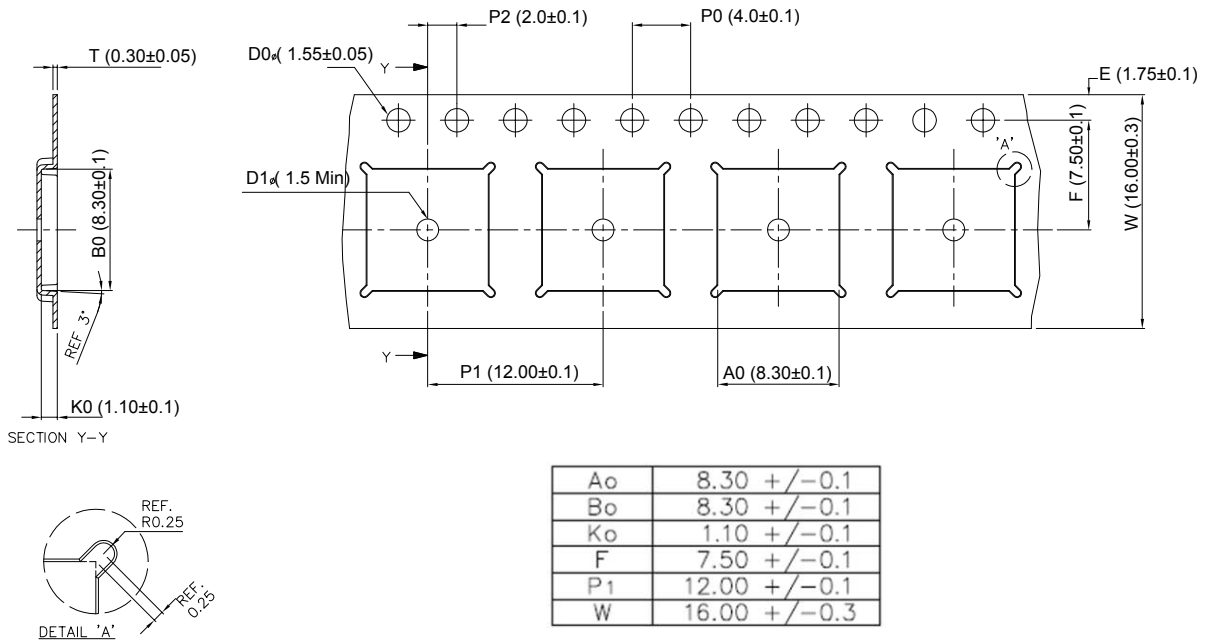 P2 (2.0±0.1)
P0 (4.0±0.1)
T (0.30±0.05)
D0ø( 1.55±0.05)
Y
E (1.75±0.1)
'A'
B0 (8.30±0.1)
D1ø( 1.5 Min)
F (7.50±0.1)
W (16.00±0.3)
REF 3°
Y
P1 (12.00±0.1)
A0 (8.30±0.1)
K0 (1.10±0.1)
SECTION Y-Y
REF.
R0.25
REF.
0.25
DETAIL 'A'
Ao 8.30 +/-0.1
Bo 8.30 +/-0.1
Ko 1.10 +/-0.1
F 7.50 +/-0.1
P1 12.00 +/-0.1
W 16.00 +/-0.3